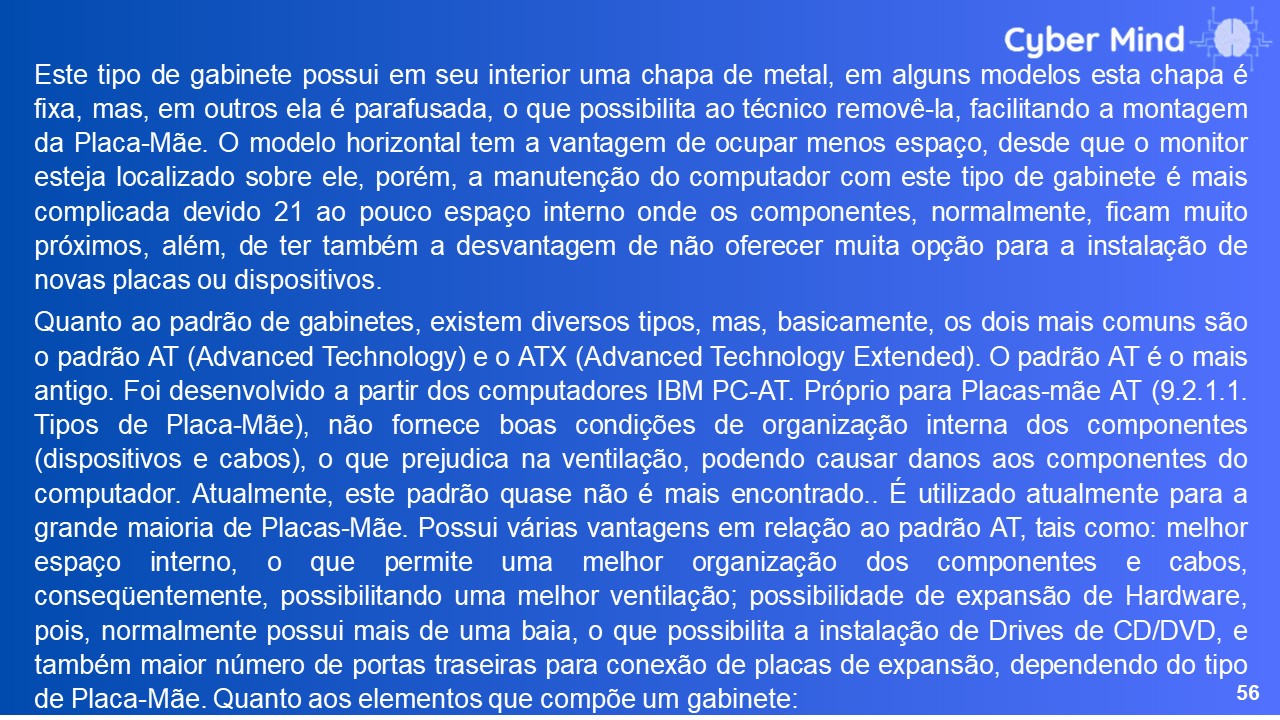 Cyber Mind
Este tipo de gabinete possui em seu interior uma chapa de metal, em alguns modelos esta chapa é
fixa, mas, em outros ela é parafusada, o que possibilita ao técnico removê-la, facilitando a montagem
da Placa-Mãe. O modelo horizontal tem a vantagem de ocupar menos espaço, desde que o monitor
esteja localizado sobre ele, porém, a manutenção do computador com este tipo de gabinete é mais
complicada devido 21 ao pouco espaço interno onde os componentes, normalmente, ficam muito
próximos, além, de ter também a desvantagem de não oferecer muita opção para a instalação de
novas placas ou dispositivos.
Quanto ao padrão de gabinetes, existem diversos tipos, mas, basicamente, os dois mais comuns são
o padrão AT (Advanced Technology) e o ATX (Advanced Technology Extended). O padrão AT é o mais
antigo. Foi desenvolvido a partir dos computadores IBM PC-AT. Próprio para Placas-mãe AT (9.2.1.1.
Tipos de Placa-Mãe), não fornece boas condições de organização interna dos componentes
(dispositivos e cabos), o que prejudica na ventilação, podendo causar danos aos componentes do
computador. Atualmente, este padrão quase não é mais encontrado.. É utilizado atualmente para a
grande maioria de Placas-Mãe. Possui várias vantagens em relação ao padrão AT, tais como: melhor
espaço interno, o que permite uma melhor organização dos componentes e cabos,
conseqüentemente, possibilitando uma melhor ventilação; possibilidade de expansão de Hardware,
pois, normalmente possui mais de uma baia, o que possibilita a instalação de Drives de CD/DVD, e
também maior número de portas traseiras para conexão de placas de expansão, dependendo do tipo
de Placa-Mãe. Quanto aos elementos que compõe um gabinete:
56